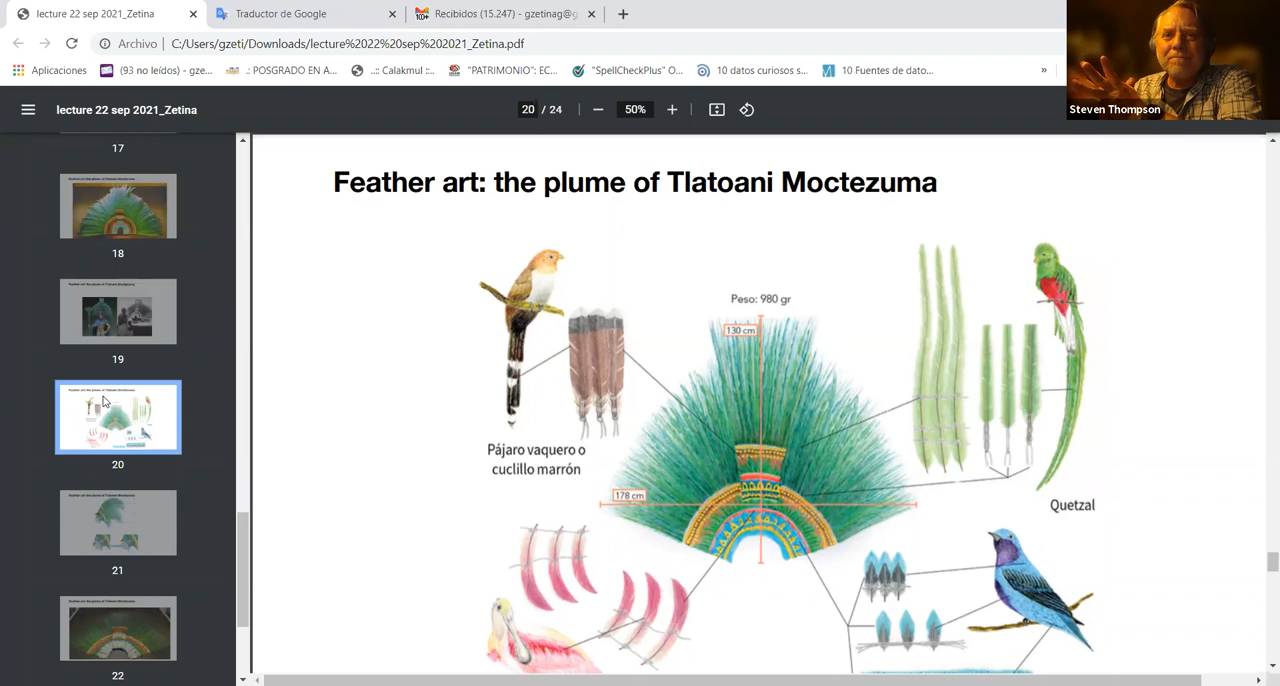 lecture 22 sep 2021_Zetina
Traductor de Google
Recibidos (15.247) - gzetinag@g
Archivo
C:/Users/gzeti/Downloads/lecture%2022%20sep%202021_Zetina.pdf
Aplicaciones
(93 no leídos) - gze...
.: POSGRADO EN A...
..:: Calakmul ::..
"PATRIMONIO": EC...
"SpellCheckPlus" O...
10 datos curiosos s...
10 Fuentes de dato...
»
Steven Thompson
lecture 22 sep 2021_Zetina
20 / 24
50%
17
18
19
20
21
22
Feather art: the plume of Tlatoani Moctezuma
Peso: 980 gr
130 cm
Pájaro vaquero o
cuclillo marrón
178 cm
Quetzal